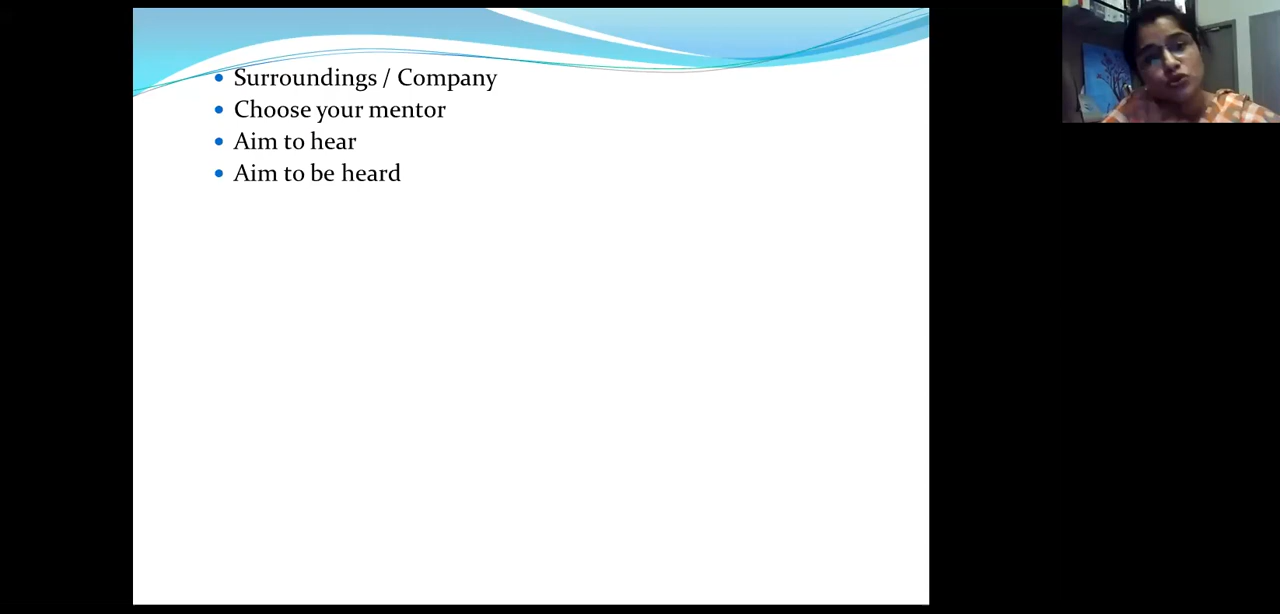 Surroundings / Company
Choose your mentor
Aim to hear
Aim to be heard